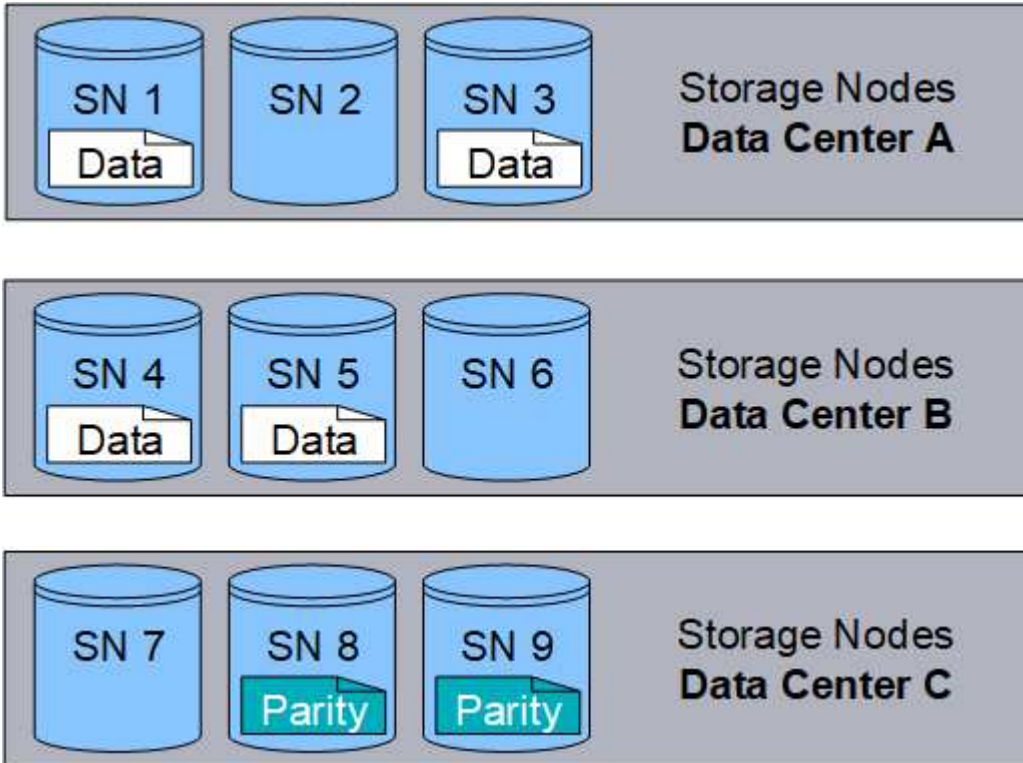 SN 1
SN 2
SN 3
Data
Data
Storage Nodes
Data Center A
SN 4
SN 5
SN 6
Data
Data
Storage Nodes
Data Center B
SN 7
SN 8
SN 9
Parity
Parity
Storage Nodes
Data Center C